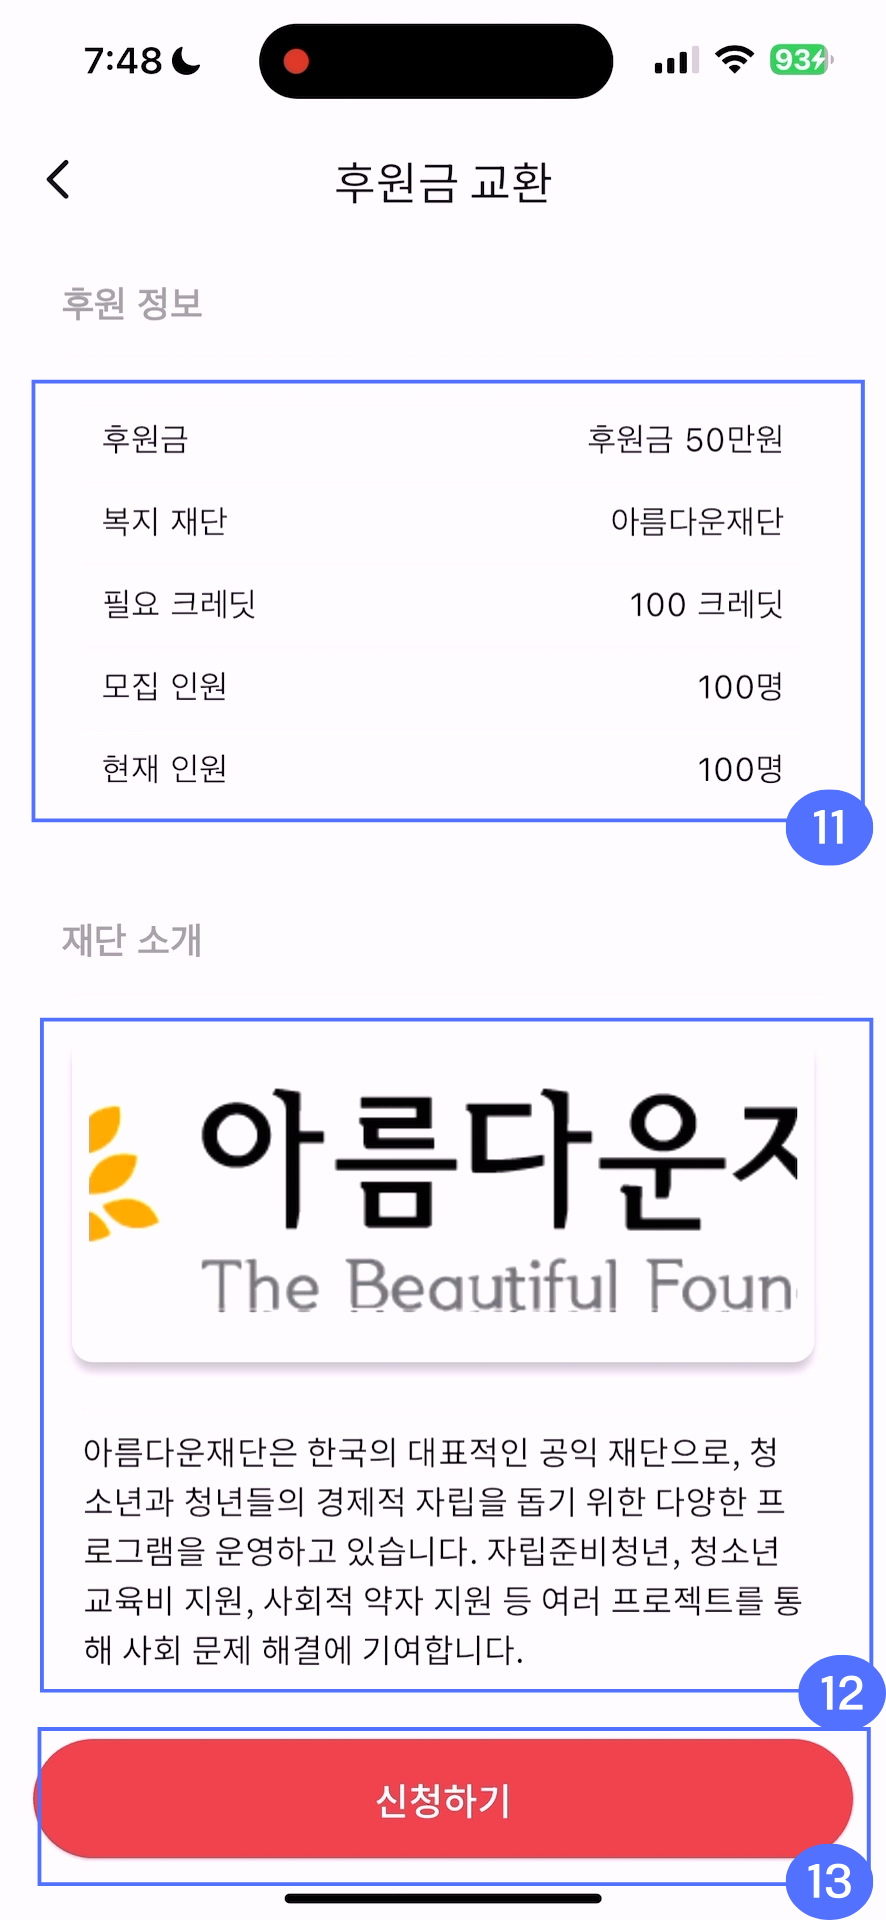 7:48
93
후원금 교환
후원 정보
후원금 후원금 50만원
복지 재단 아름다운재단
필요 크레딧 100 크레딧
모집 인원 100명
현재 인원 100명
11
재단 소개
아름다운
The Beautiful Foun
아름다운재단은 한국의 대표적인 공익 재단으로, 청
소년과 청년들의 경제적 자립을 돕기 위한 다양한 프
로그램을 운영하고 있습니다. 자립준비청년, 청소년
교육비 지원, 사회적 약자 지원 등 여러 프로젝트를 통
해 사회 문제 해결에 기여합니다.
12
신청하기
13